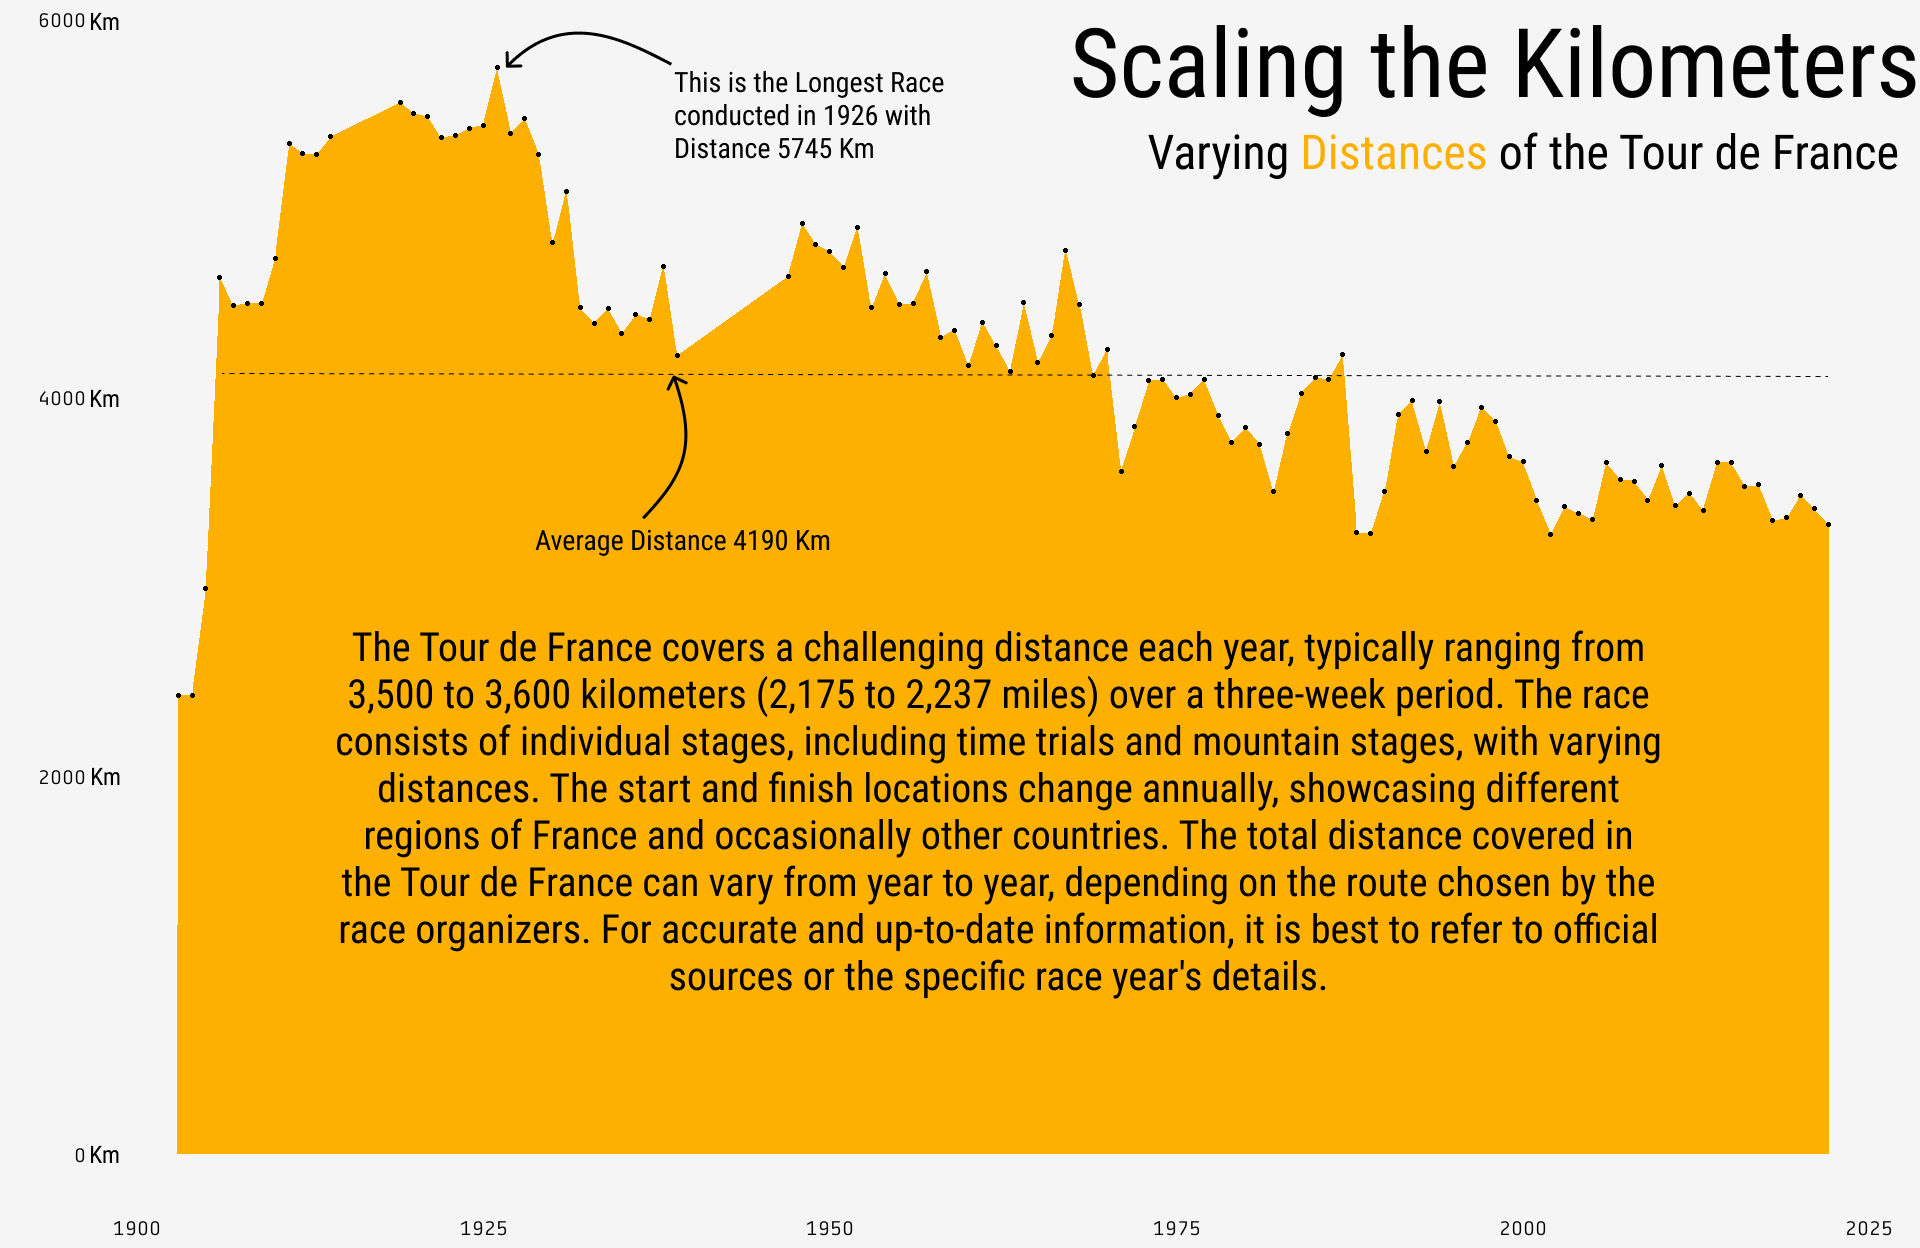 Scaling the Kilometers
Varying Distances of the Tour de France
6000 Km
4000 Km
2000 Km
0 Km
This is the Longest Race
conducted in 1926 with
Distance 5745 Km
Average Distance 4190 Km
The Tour de France covers a challenging distance each year, typically ranging from
3,500 to 3,600 kilometers (2,175 to 2,237 miles) over a three-week period. The race
consists of individual stages, including time trials and mountain stages, with varying
distances. The start and finish locations change annually, showcasing different
regions of France and occasionally other countries. The total distance covered in
the Tour de France can vary from year to year, depending on the route chosen by the
race organizers. For accurate and up-to-date information, it is best to refer to official
sources or the specific race year's details.
1900 1925 1950 1975 2000 2025